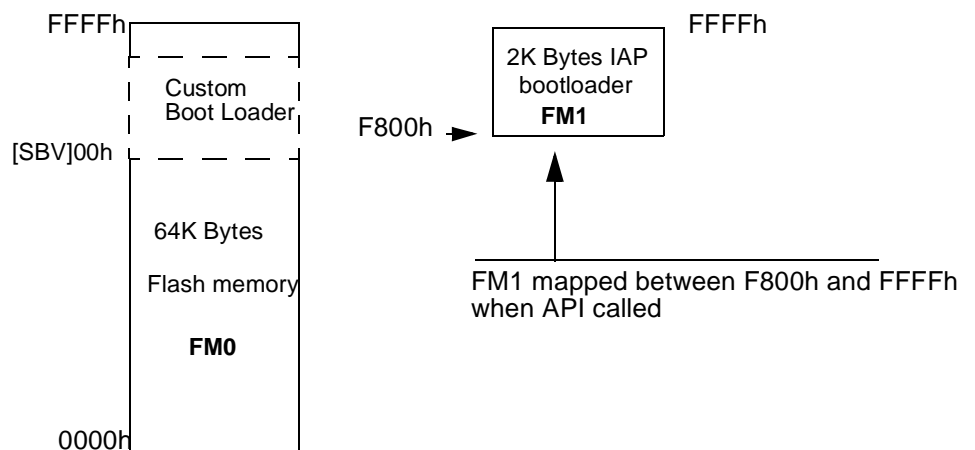 FFFFh
Custom
Boot Loader
[SBV]00h
64K Bytes
Flash memory
FM0
0000h
FFFFh
2K Bytes IAP
bootloader
FM1
F800h
FM1 mapped between F800h and FFFFh
when API called